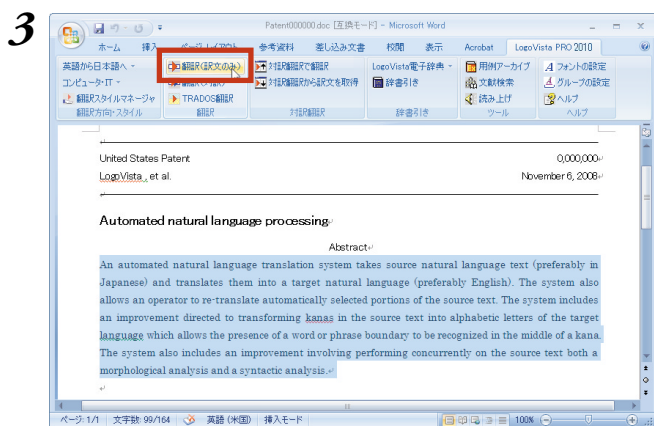 3
Patent000000.doc [互換モード] - Microsoft Word
ホーム 挿入 ページ レイアウト 参考資料 差し込み文書 校閲 表示 Acrobat LogoVista PRO 2010
英語から日本語へ 翻訳(訳文のみ) 対話翻訳で翻訳 LogoVista電子辞典 用例アーカイブ フォントの設定
コンピュータ・IT 対話翻訳から訳文を取得 辞書引き 文献検索 グループの設定
翻訳スタイルマネージャ TRADOS翻訳 読み上げ ヘルプ
翻訳方向・スタイル 翻訳 対話翻訳 辞書引き ツール ヘルプ
United States Patent 0,000,000
LogoVista , et al. November 6, 2008
Automated natural language processing
Abstract
An automated natural language translation system takes source natural language text (preferably in
Japanese) and translates them into a target natural language (preferably English). The system also
allows an operator to re-translate automatically selected portions of the source text. The system includes
an improvement directed to transforming kanas in the source text into alphabetic letters of the target
language which allows the presence of a word or phrase boundary to be recognized in the middle of a kana.
The system also includes an improvement involving performing concurrently on the source text both a
morphological analysis and a syntactic analysis.
ページ: 1/1 文字数: 99/164 英語 (米国) 挿入モード 100%